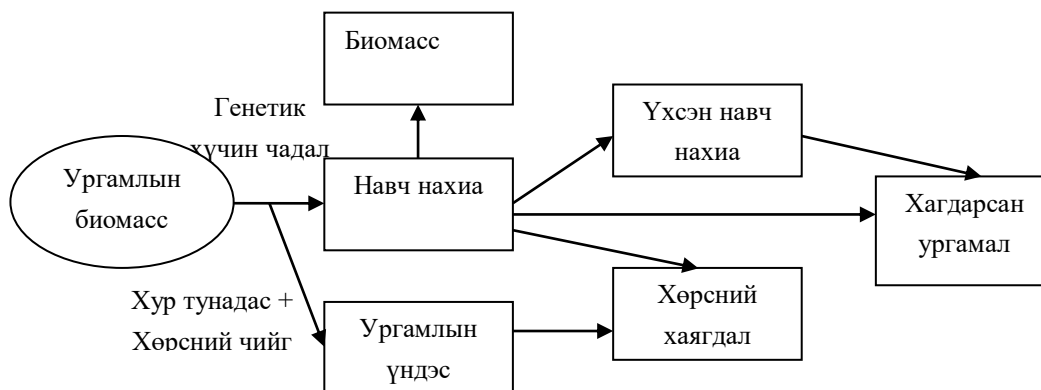 Биомасс
Генетик
хүчин чадал
Үхсэн навч
нахиа
Ургамлын
биомасс
Навч нахиа
Хагдарсан
ургамал
Хур тунадас +
Хөрсний чийг
Ургамлын
үндэс
Хөрсний
хаягдал